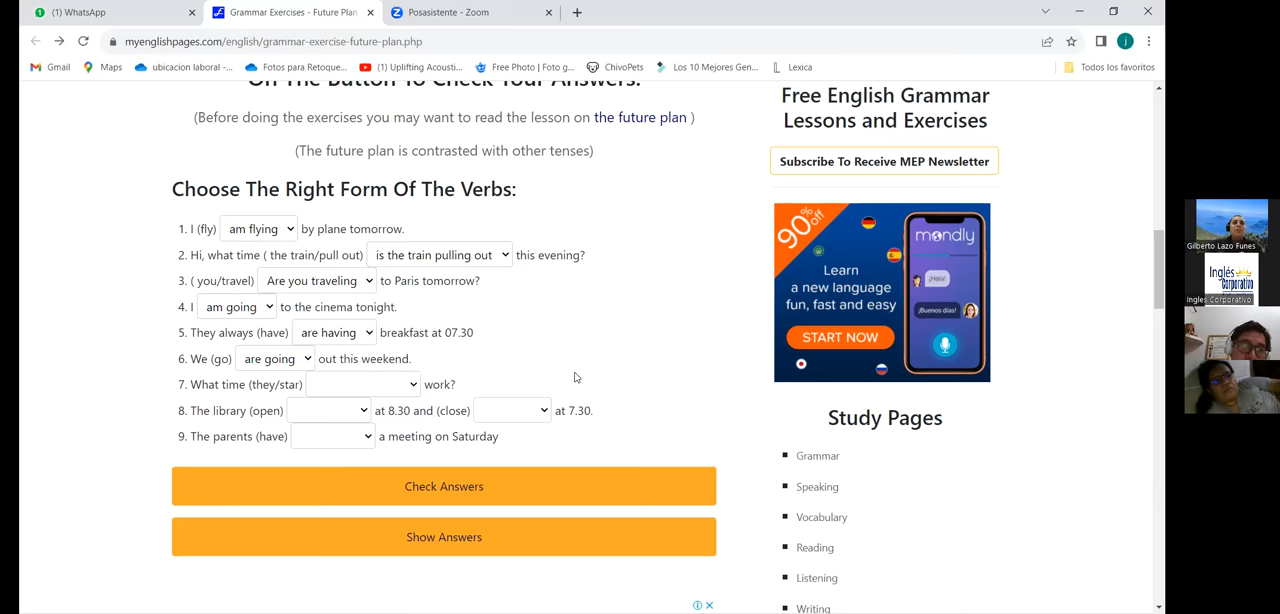 (1) WhatsApp
Grammar Exercises - Future Plan
Posasistente - Zoom
myenglishpages.com/english/grammar-exercise-future-plan.php
Gmail
Maps
ubicacion laboral -...
Fotos para Retoque...
(1) Uplifting Acousti...
Free Photo | Foto g...
ChivoPets
Los 10 Mejores Gen...
Lexica
Todos los favoritos
On The Button To Check Your Answers.
(Before doing the exercises you may want to read the lesson on the future plan )
(The future plan is contrasted with other tenses)
Choose The Right Form Of The Verbs:
1. I (fly) am flying by plane tomorrow.
2. Hi, what time ( the train/pull out) is the train pulling out this evening?
3. ( you/travel) Are you traveling to Paris tomorrow?
4. I am going to the cinema tonight.
5. They always (have) are having breakfast at 07.30
6. We (go) are going out this weekend.
7. What time (they/star) work?
8. The library (open) at 8.30 and (close) at 7.30.
9. The parents (have) a meeting on Saturday
Check Answers
Show Answers
Free English Grammar
Lessons and Exercises
Subscribe To Receive MEP Newsletter
90% off
mondly
Learn
a new language
fun, fast and easy
START NOW
Hello!
¡Buenos días!
Study Pages
Grammar
Speaking
Vocabulary
Reading
Listening
Writing
Gilberto Lazo Funes
Inglés
Corporativo
Ingles Corporativo